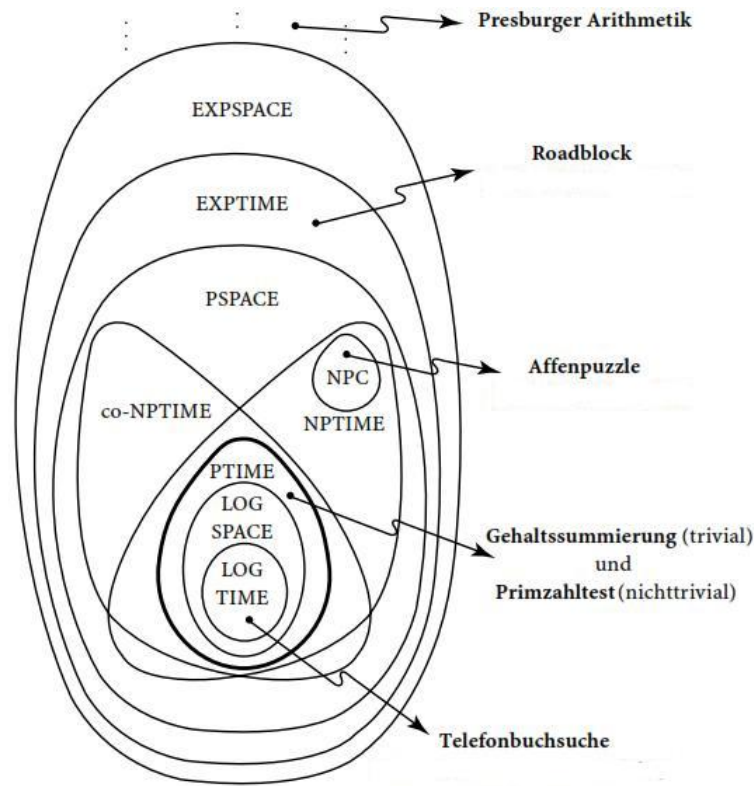 Presburger Arithmetik
EXPSPACE
Roadblock
EXPTIME
PSPACE
Affenpuzzle
NPC
co-NPTIME
NPTIME
PTIME
LOG
SPACE
Gehaltssummierung (trivial)
und
Primzahltest (nichttrivial)
LOG
TIME
Telefonbuchsuche